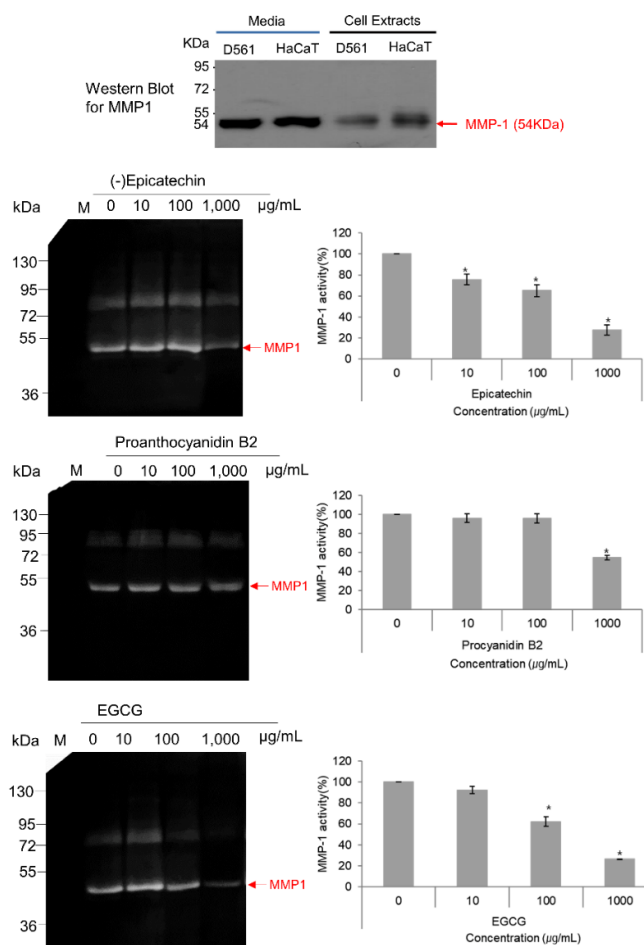 Media
Cell Extracts
KDa
D561
HaCaT
D561
HaCaT
95
72
55
54
Western Blot
for MMP1
MMP-1 (54KDa)
(-)Epicatechin
kDa
M
0
10
100
1,000
µg/mL
130
95
72
55
36
MMP1
MMP-1 activity(%)
120
100
80
60
40
20
0
*
*
*
0
10
100
1000
Epicatechin
Concentration (µg/mL)
Proanthocyanidin B2
kDa
M
0
10
100
1,000
µg/mL
130
95
72
55
36
MMP1
MMP-1 activity(%)
120
100
80
60
40
20
0
*
0
10
100
1000
Procyanidin B2
Concentration (µg/mL)
EGCG
kDa
M
0
10
100
1,000
µg/mL
130
95
72
55
36
MMP1
MMP-1 activity(%)
120
100
80
60
40
20
0
*
*
0
10
100
1000
EGCG
Concentration (µg/mL)